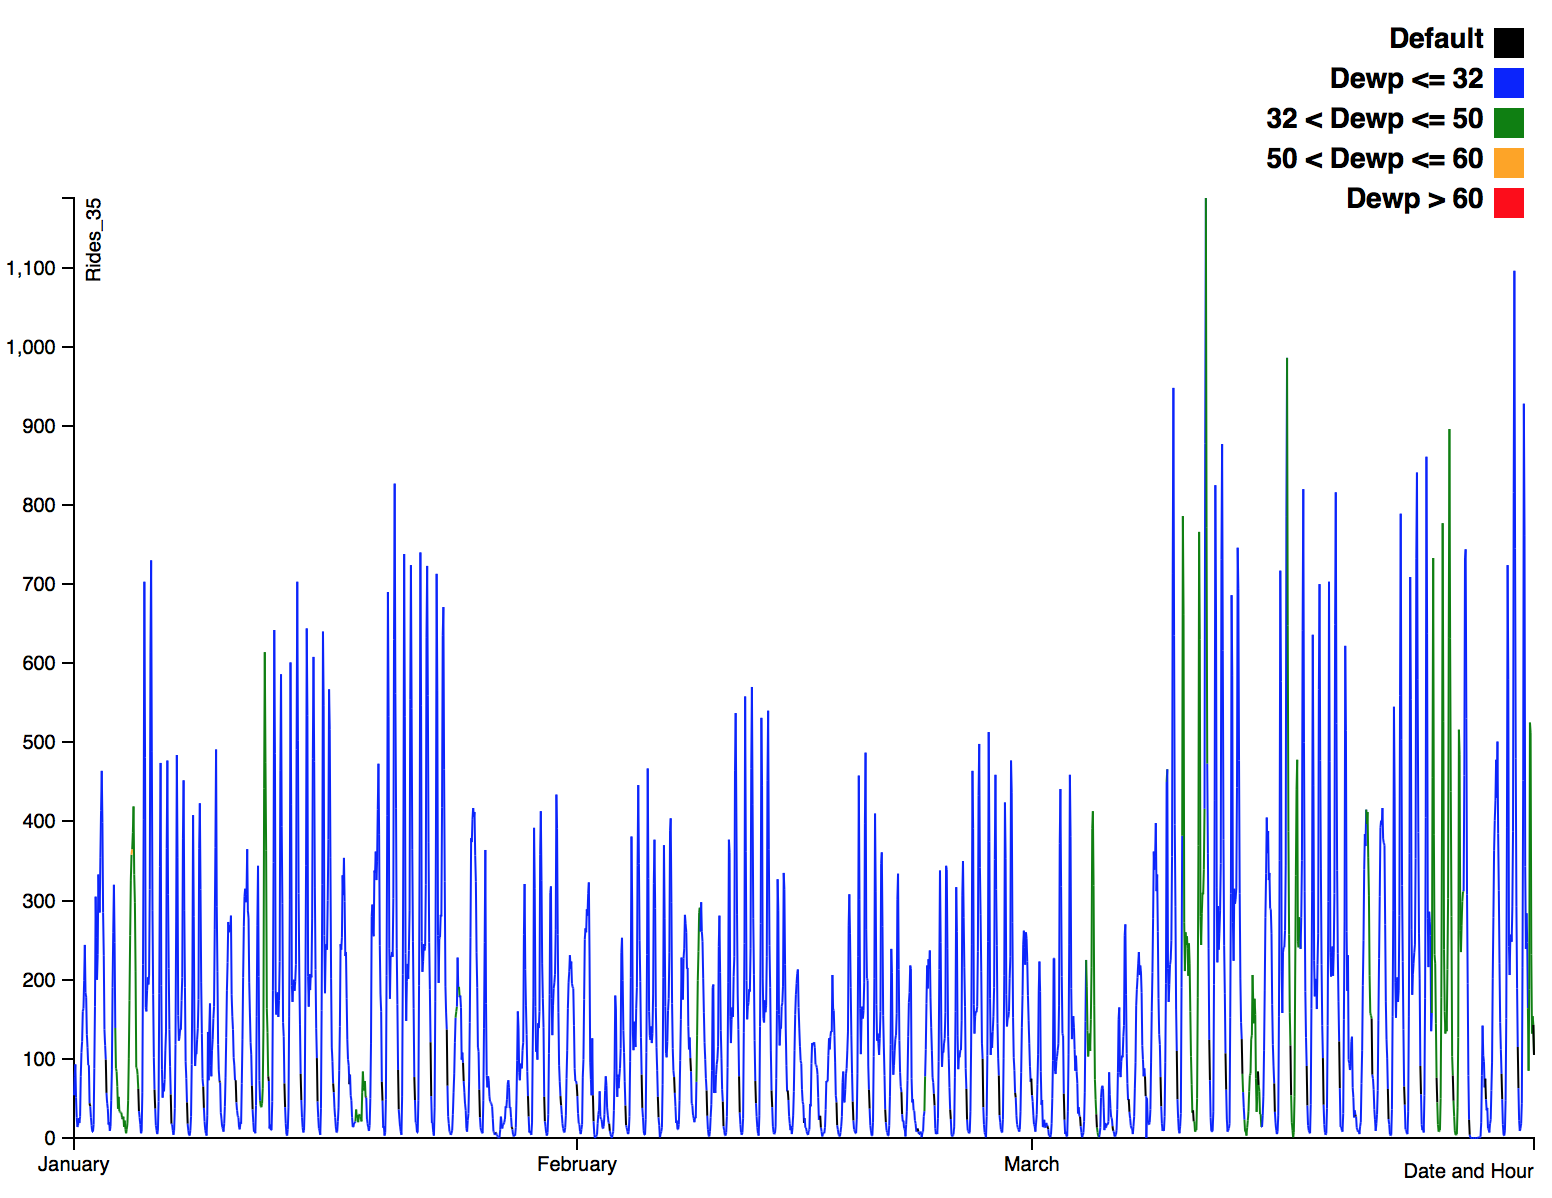 Default
Dewp <= 32
32 < Dewp <= 50
50 < Dewp <= 60
Dewp > 60
Rides_35
1,100
1,000
900
800
700
600
500
400
300
200
100
0
January
February
March
Date and Hour